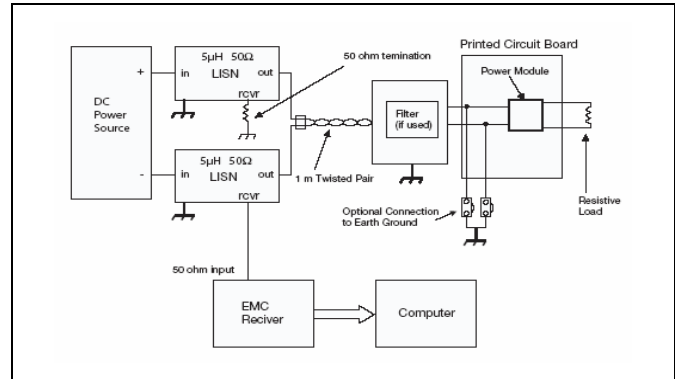 Printed Circuit Board
50 ohm temination
Power Module
5µH 50Ω
LISN
+
in
out
rcvr
DC
Power
Source
Filter
(if used)
5µH 50Ω
LISN
-
in
out
rcvr
1 m Twisted Pair
Optional Connection
to Earth Ground
Resistive
Load
50 ohm input
EMC
Reciver
Computer